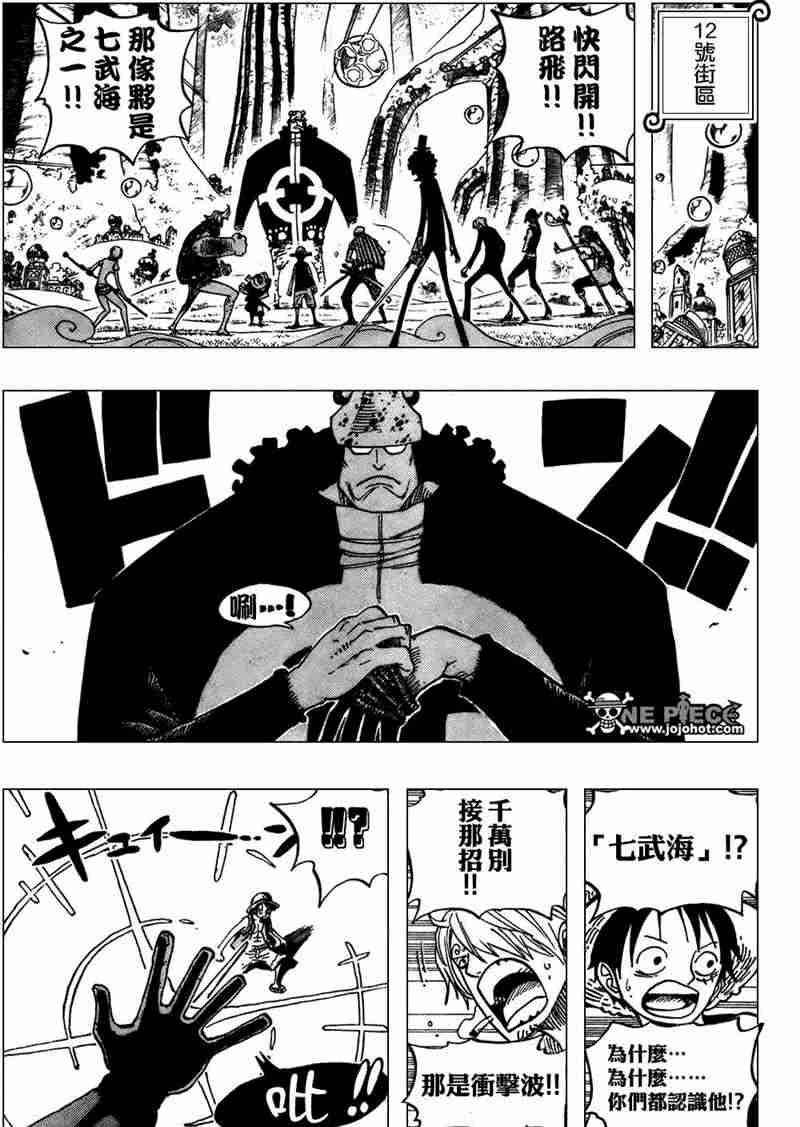 12號街區
快閃開!!
路飛!!
那傢夥是
七武海
之一!!
ドン!!
唰…!
ONE PIECE
www.jojohot.com
「七武海」!?
為什麼…
為什麼……
你們都認識他!?
千萬別
接那招!!
那是衝擊波!!
!!?
キュイーーン
吡!!